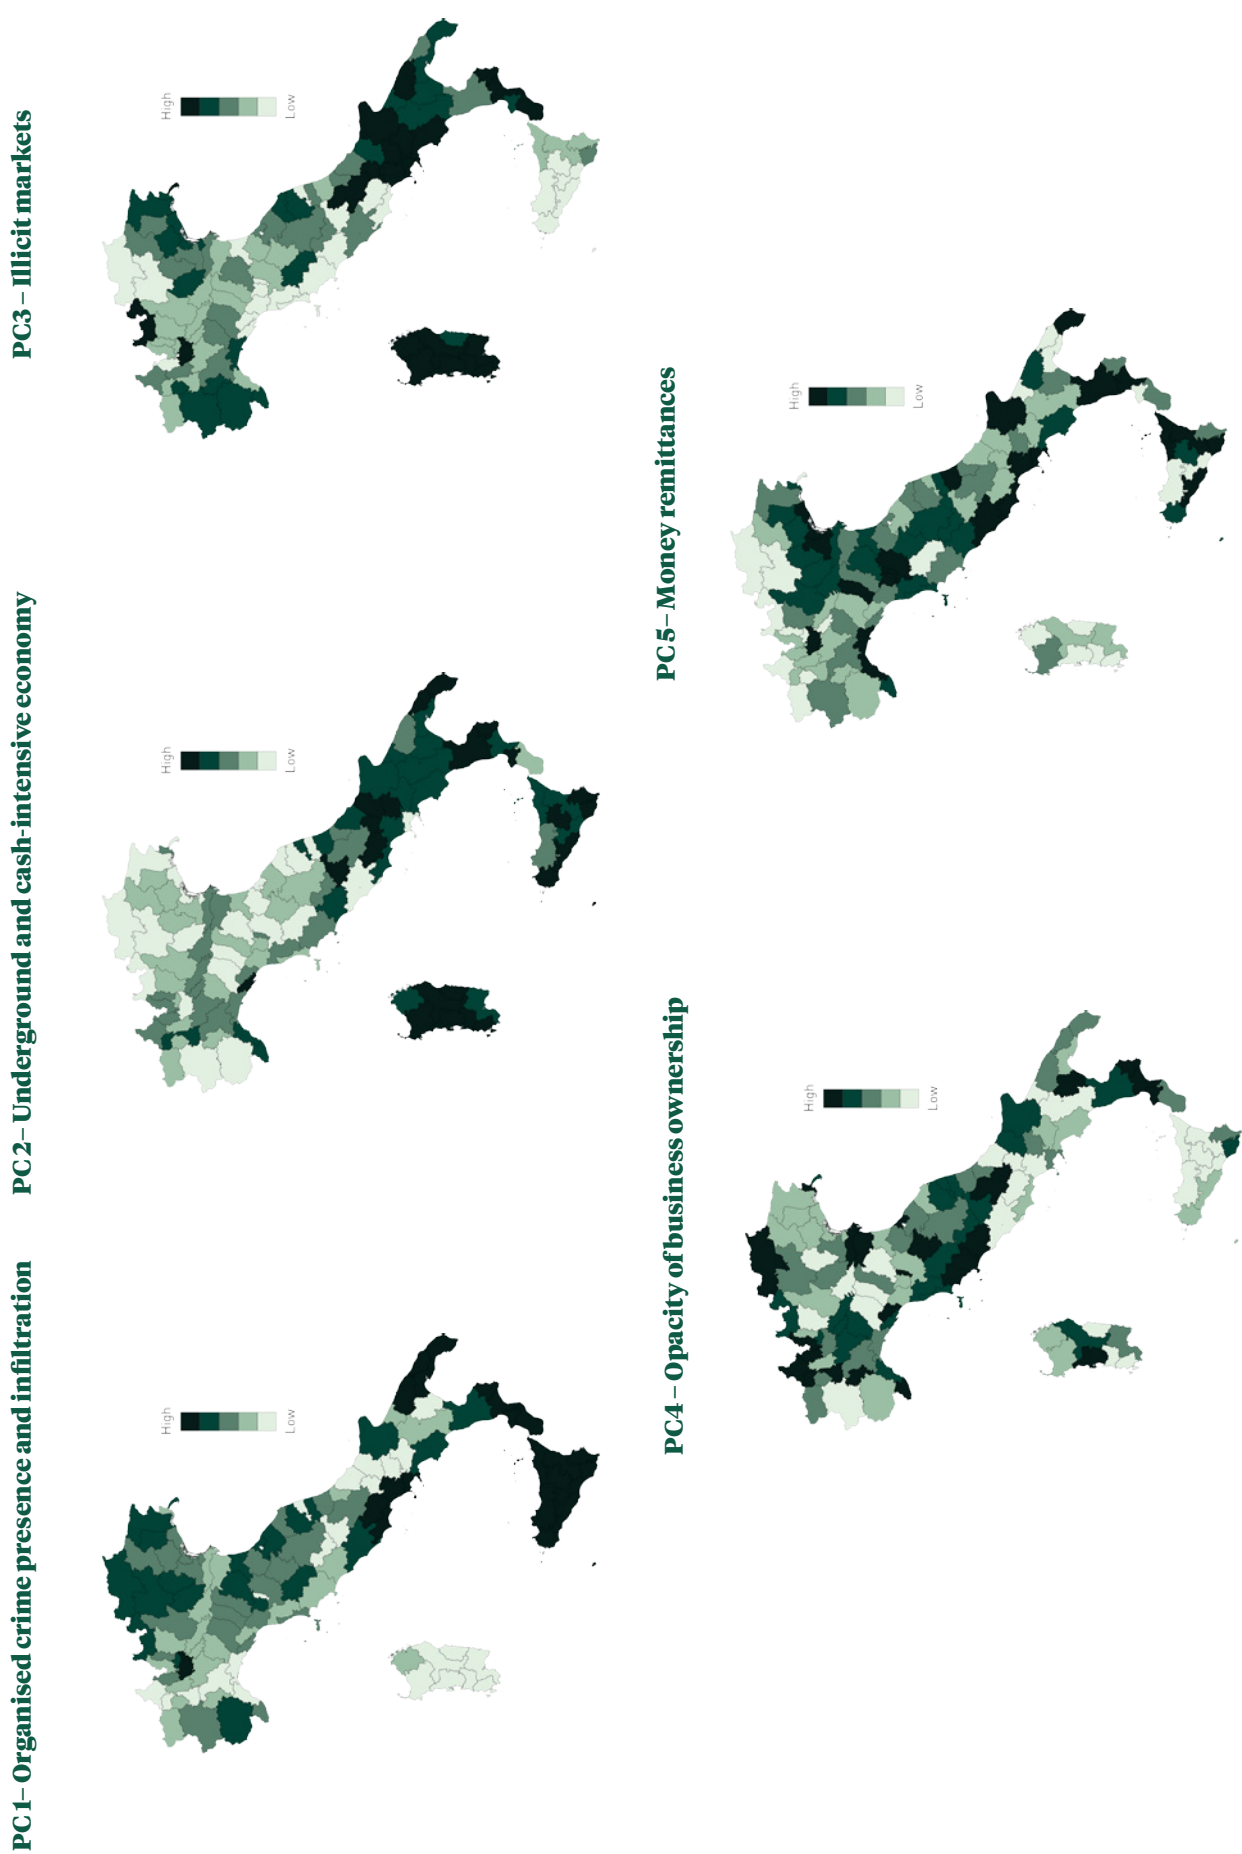 PC1 – Organised crime presence and infiltration
High
Low
PC2 – Underground and cash-intensive economy
High
Low
PC3 – Illicit markets
High
Low
PC4 – Opacity of business ownership
High
Low
PC5 – Money remittances
High
Low